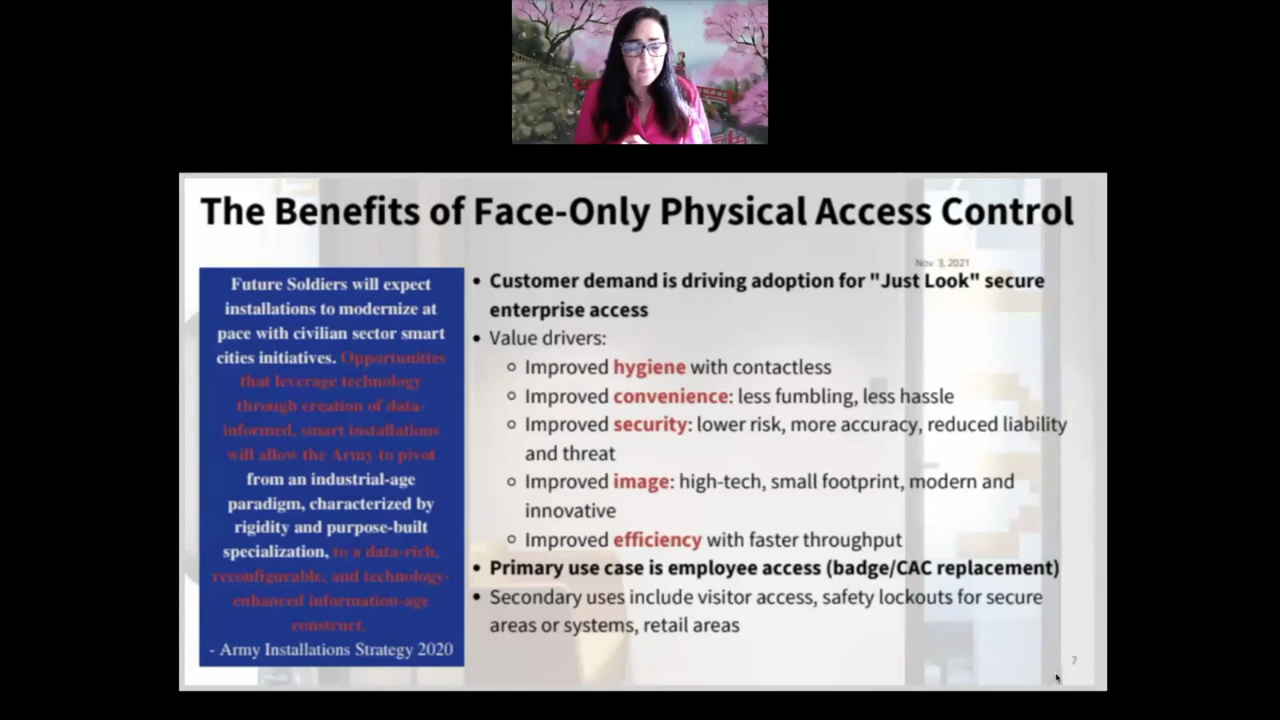 The Benefits of Face-Only Physical Access Control
Nov. 3, 2021
Future Soldiers will expect
installations to modernize at
pace with civilian sector smart
cities initiatives. Opportunities
that leverage technology
through creation of data-
informed, smart installations
will allow the Army to pivot
from an industrial-age
paradigm, characterized by
rigidity and purpose-built
specialization, to a data-rich,
reconfigurable, and technology-
enhanced information-age
construct.
- Army Installations Strategy 2020
• Customer demand is driving adoption for "Just Look" secure
enterprise access
• Value drivers:
○ Improved hygiene with contactless
○ Improved convenience: less fumbling, less hassle
○ Improved security: lower risk, more accuracy, reduced liability
and threat
○ Improved image: high-tech, small footprint, modern and
innovative
○ Improved efficiency with faster throughput
• Primary use case is employee access (badge/CAC replacement)
• Secondary uses include visitor access, safety lockouts for secure
areas or systems, retail areas
7